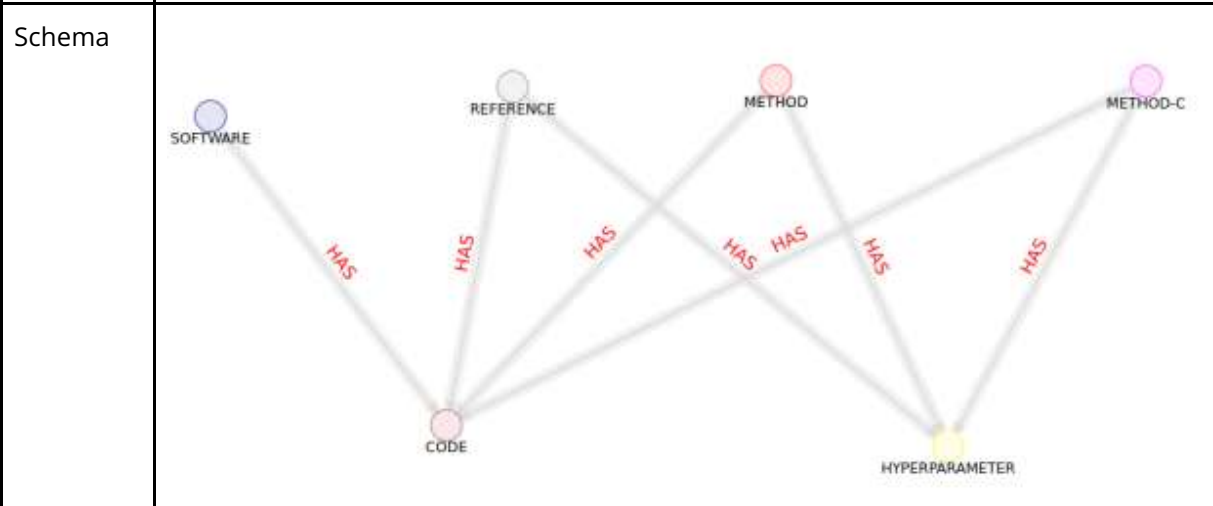 Schema
SOFTWARE
REFERENCE
METHOD
METHOD-C
HAS
HAS
HAS
HAS
HAS
HAS
HAS
CODE
HYPERPARAMETER